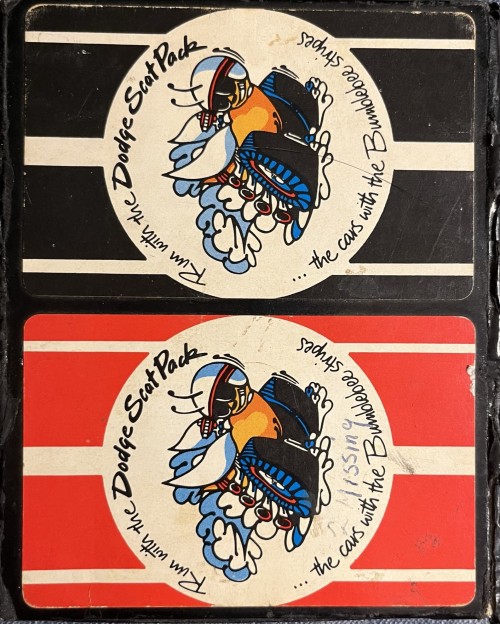 Run with the Dodge Scat Pack
... the cars with the Bumblebee stripes
Run with the Dodge Scat Pack
Missing
... the cars with the Bumblebee stripes